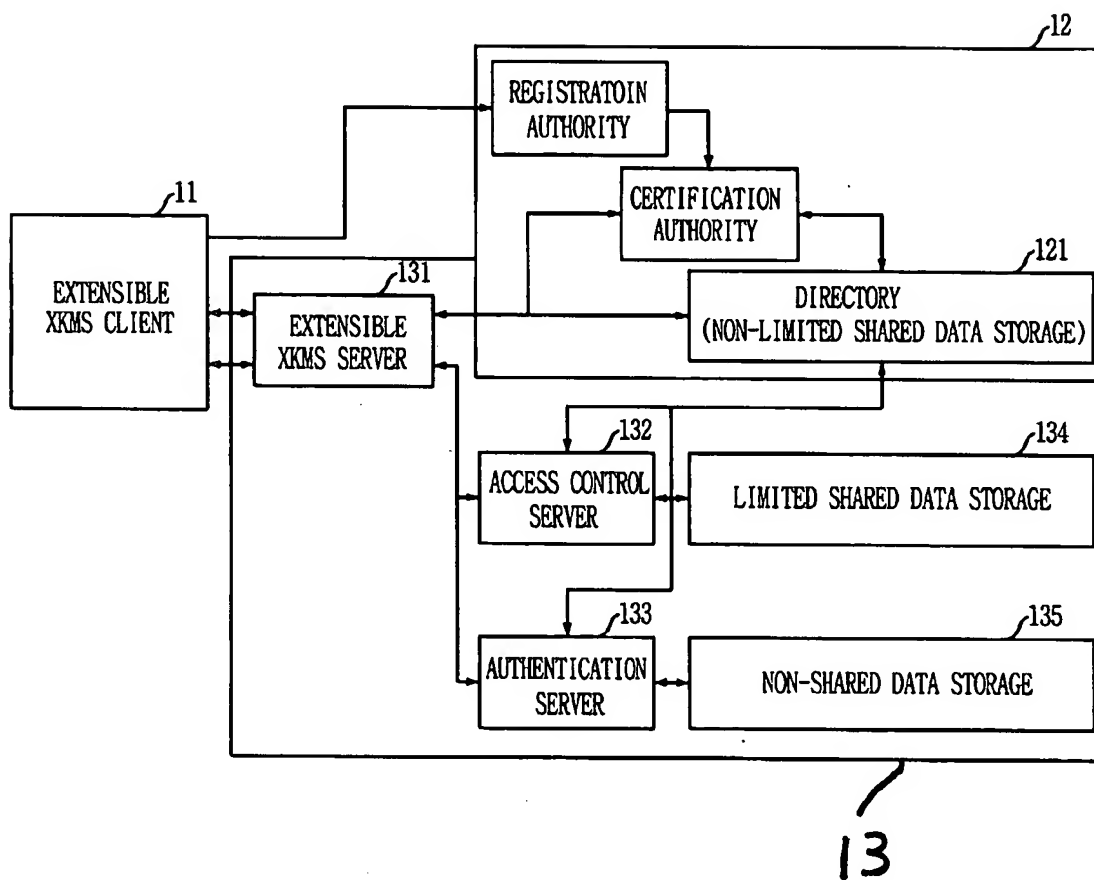 12
REGISTRATOIN
AUTHORITY
11
CERTIFICATION
AUTHORITY
EXTENSIBLE
XKMS CLIENT
131
EXTENSIBLE
XKMS SERVER
121
DIRECTORY
(NON-LIMITED SHARED DATA STORAGE)
132
ACCESS CONTROL
SERVER
134
LIMITED SHARED DATA STORAGE
133
AUTHENTICATION
SERVER
135
NON-SHARED DATA STORAGE
13